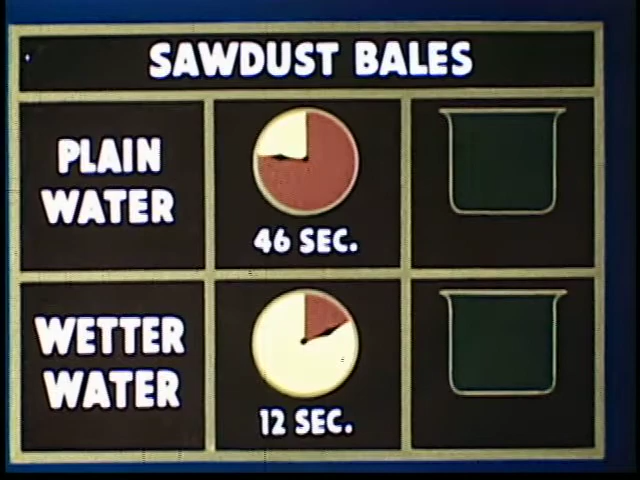 SAWDUST BALES
PLAIN
WATER
46 SEC.
WETTER
WATER
12 SEC.